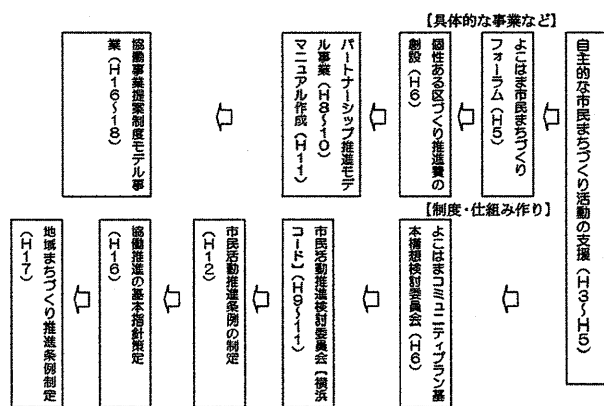 自主的な市民まちづくり活動の支援（H3～H5）
【具体的な事業など】
よこはま市民まちづくり
フォーラム（H5）
個性ある区づくり推進費の
創設（H6）
パートナーシップ推進モデ
ル事業（H8～10）
マニュアル作成（H11）
協働事業提案制度モデル事
業（H16～18）
【制度・仕組み作り】
よこはまコミュニティプラン基
本構想検討委員会（H6）
市民活動推進検討委員会【横浜
コード】（H9～11）
市民活動推進条例の制定
（H12）
協働推進の基本指針策定
（H16）
地域まちづくり推進条例制定
（H17）